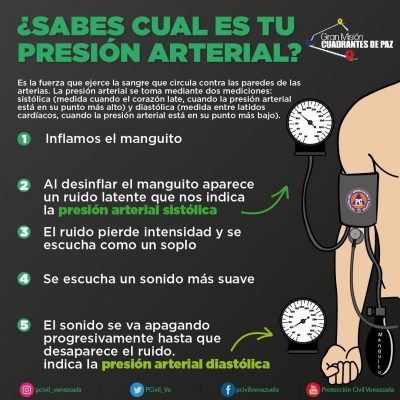 ¿SABES CUAL ES TU
PRESIÓN ARTERIAL?
Gran Misión
CUADRANTES DE PAZ
Es la fuerza que ejerce la sangre que circula contra las paredes de las
arterias. La presión arterial se toma mediante dos mediciones:
sistólica (medida cuando el corazón late, cuando la presión arterial
está en su punto más alto) y diastólica (medida entre latidos
cardíacos, cuando la presión arterial está en su punto más bajo).
1 Inflamos el manguito
2 Al desinflar el manguito aparece
un ruido latente que nos indica
la presión arterial sistólica
3 El ruido pierde intensidad y se
escucha como un soplo
4 Se escucha un sonido más suave
5 El sonido se va apagando
progresivamente hasta que
desaparece el ruido.
indica la presión arterial diastólica
PC
Manguito
pcivil_venezuela
PCivil_Ve
pcivilvenezuela
Protección Civil Venezuela